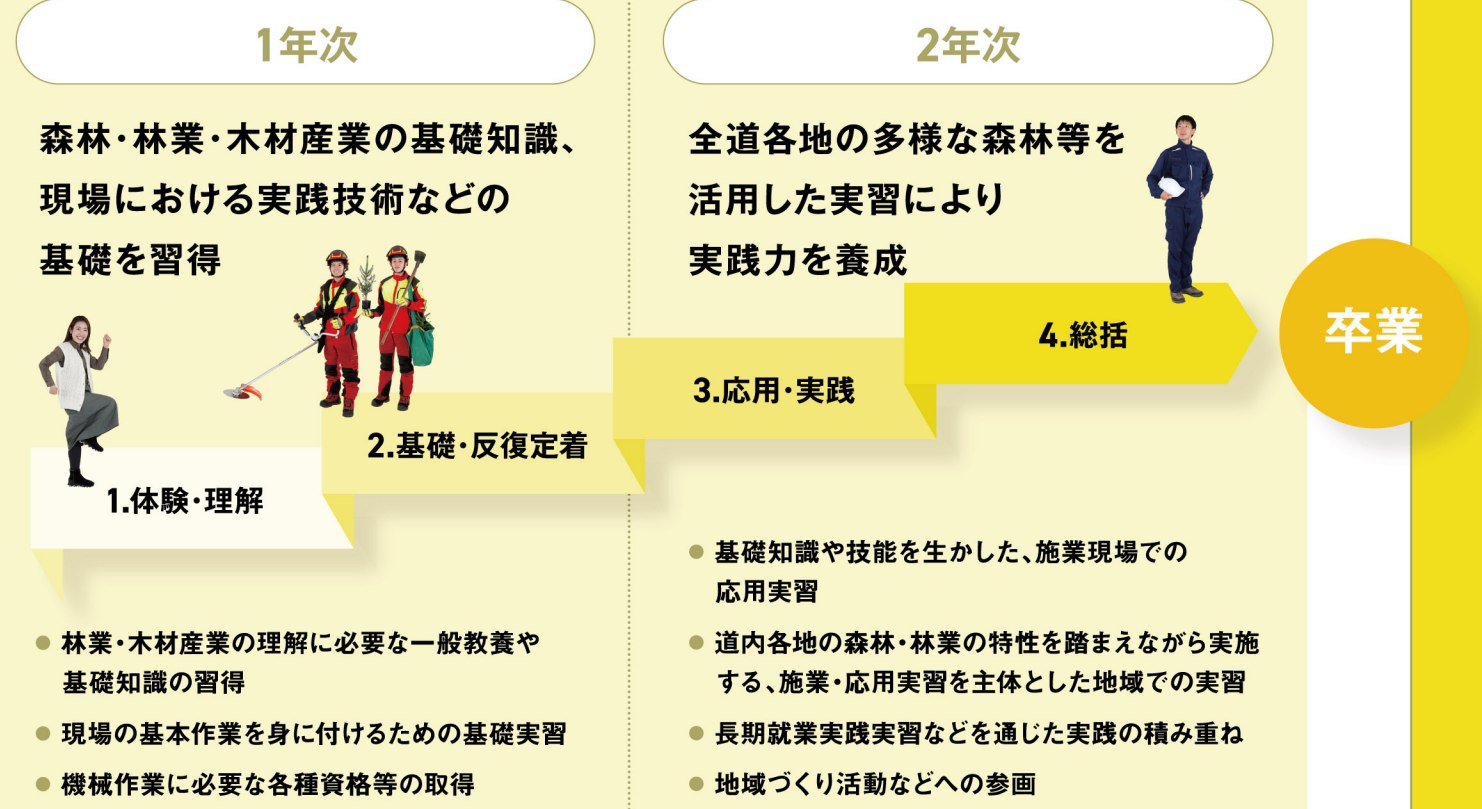 1年次
森林・林業・木材産業の基礎知識、
現場における実践技術などの
基礎を習得
1.体験・理解
2.基礎・反復定着
● 林業・木材産業の理解に必要な一般教養や
基礎知識の習得
● 現場の基本作業を身に付けるための基礎実習
● 機械作業に必要な各種資格等の取得
2年次
全道各地の多様な森林等を
活用した実習により
実践力を養成
3.応用・実践
4.総括
● 基礎知識や技能を生かした、施業現場での
応用実習
● 道内各地の森林・林業の特性を踏まえながら実施
する、施業・応用実習を主体とした地域での実習
● 長期就業実践実習などを通じた実践の積み重ね
● 地域づくり活動などへの参画
卒業